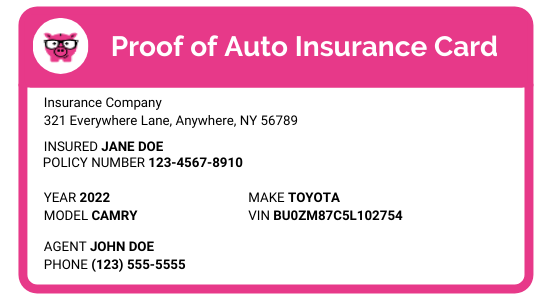 Proof of Auto Insurance Card
Insurance Company
321 Everywhere Lane, Anywhere, NY 56789
INSURED JANE DOE
POLICY NUMBER 123-4567-8910
YEAR 2022 MAKE TOYOTA
MODEL CAMRY VIN BU0ZM87C5L102754
AGENT JOHN DOE
PHONE (123) 555-5555